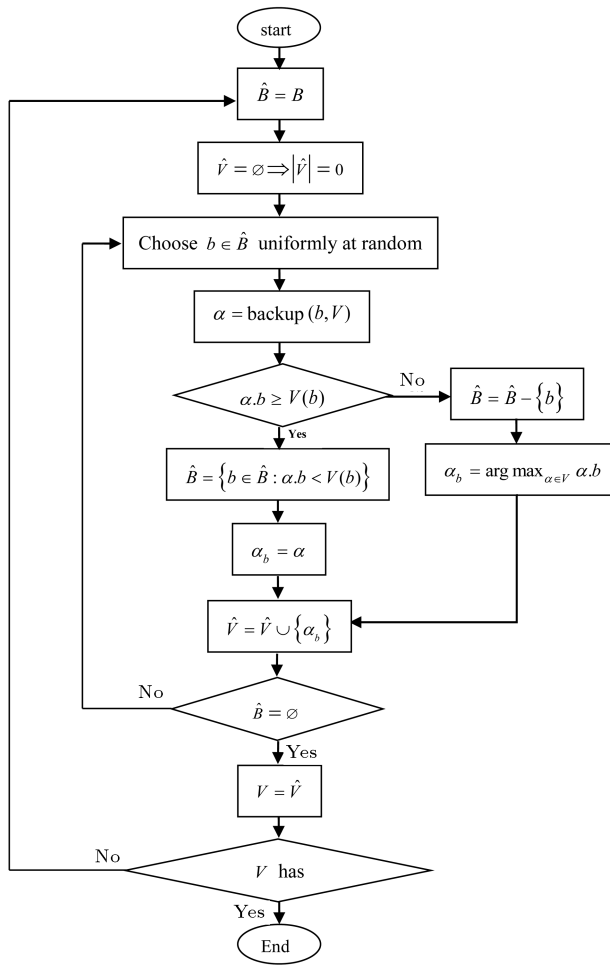 start
B̂ = B
V̂ = ∅ ⇒ |V̂| = 0
Choose b ∈ B̂ uniformly at random
α = backup (b, V)
α.b ≥ V(b)
No
B̂ = B̂ − {b}
α_b = arg max_{α∈V} α.b
Yes
B̂ = {b ∈ B̂ : α.b < V(b)}
α_b = α
V̂ = V̂ ∪ {α_b}
No
B̂ = ∅
Yes
V = V̂
No
V has
Yes
End